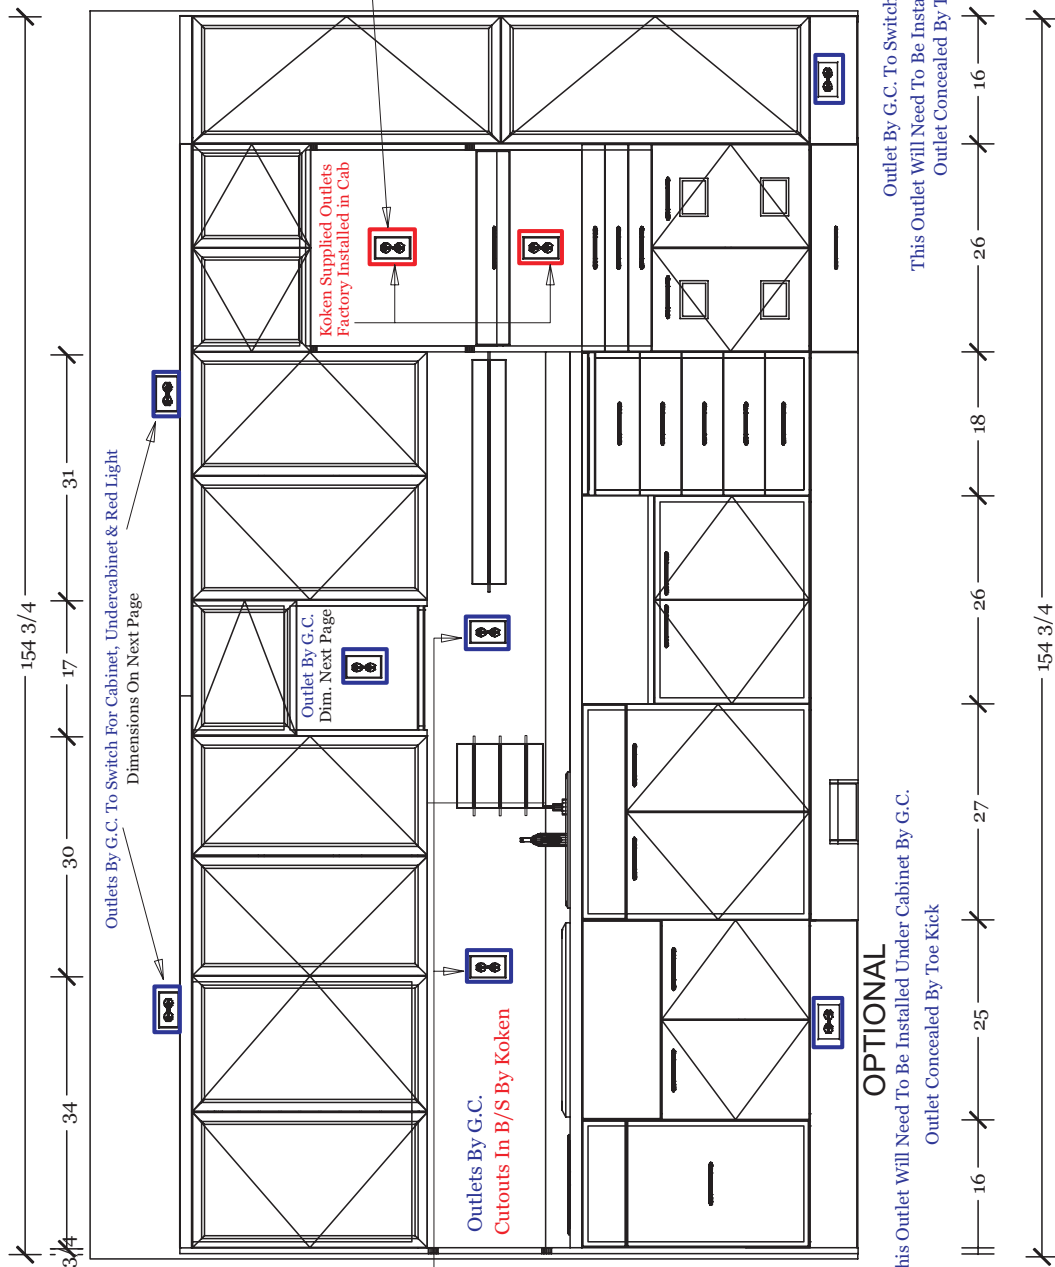 154 3/4
3/4
34
30
17
31
Outlets By G.C. To Switch For Cabinet, Undercabinet & Red Light
Dimensions On Next Page
Outlet By G.C.
Dim. Next Page
Koken Supplied Outlets
Factory Installed in Cab
Outlets By G.C.
Cutouts In B/S By Koken
OPTIONAL
his Outlet Will Need To Be Installed Under Cabinet By G.C.
Outlet Concealed By Toe Kick
Outlet By G.C. To Switch
This Outlet Will Need To Be Insta
Outlet Concealed By T
16
25
27
26
18
26
16
154 3/4